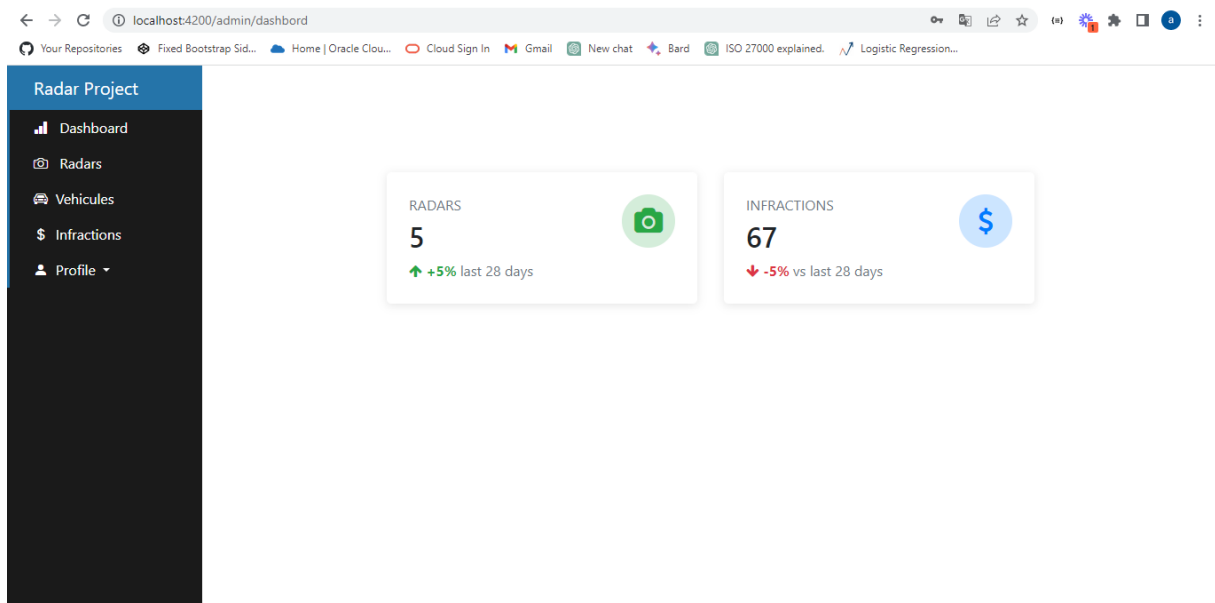 localhost:4200/admin/dashbord
Your Repositories Fixed Bootstrap Sid... Home | Oracle Clou... Cloud Sign In Gmail New chat Bard ISO 27000 explained. Logistic Regression...
Radar Project
Dashboard
Radars
Vehicules
$ Infractions
Profile
RADARS
5
+5% last 28 days
INFRACTIONS
67
-5% vs last 28 days
$
1
a